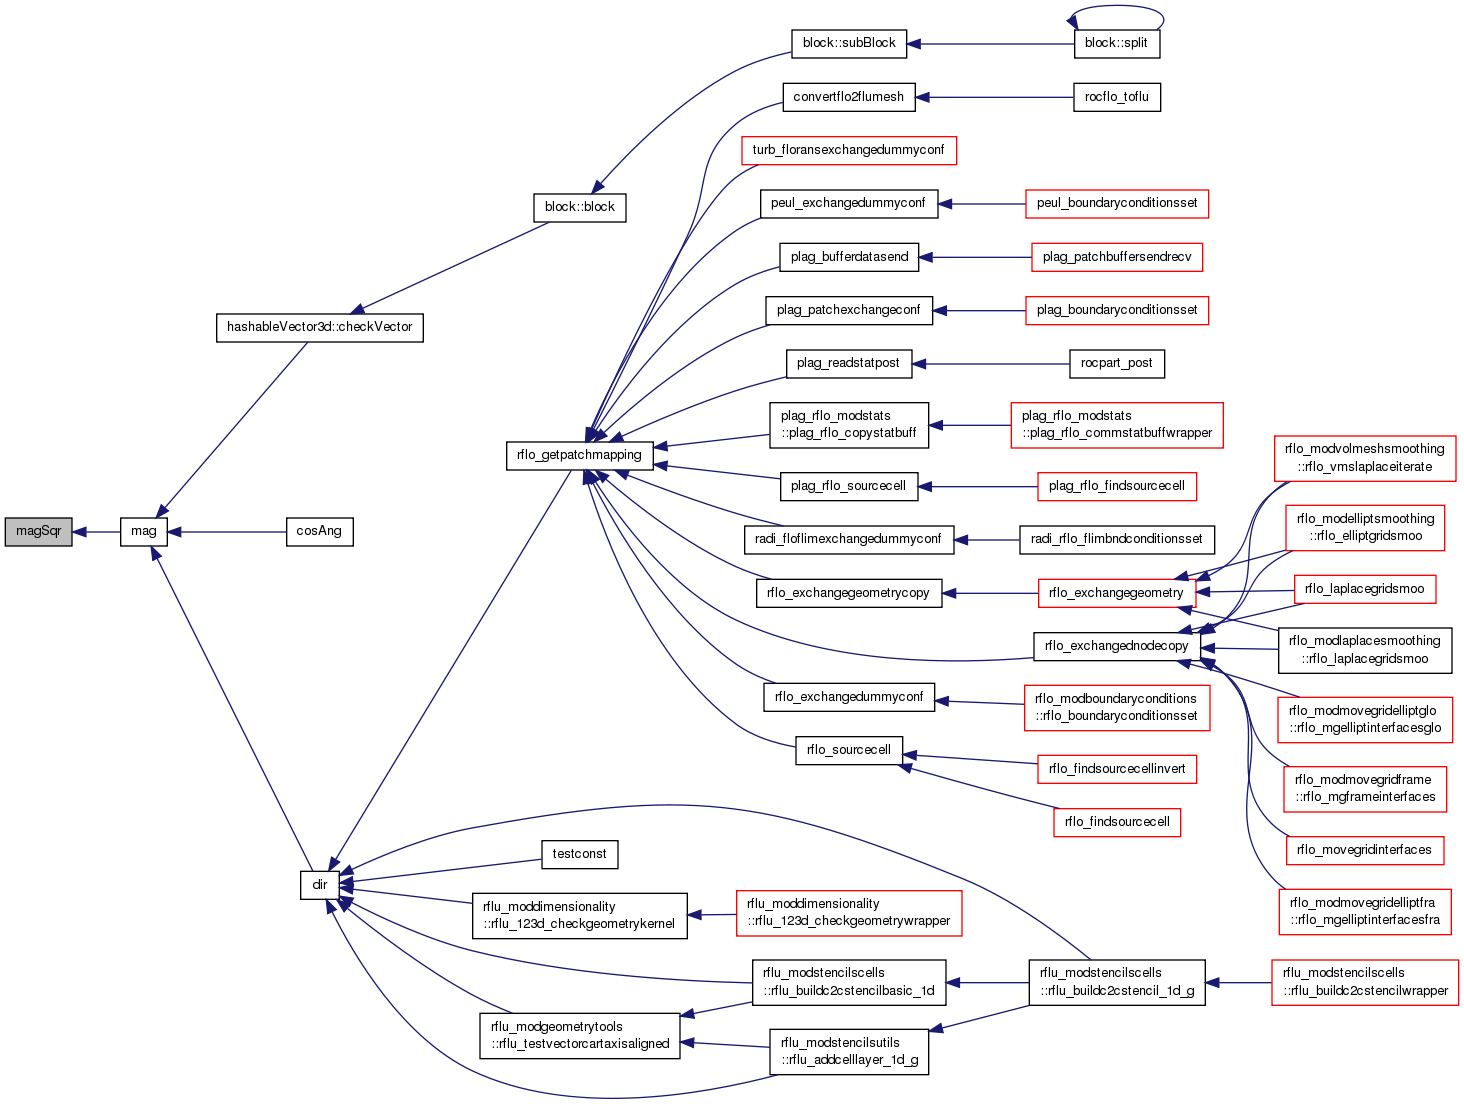 block::subBlock
block::split
convertflo2flumesh
rocflo_toflu
turb_floransexchangedummyconf
peul_exchangedummyconf
peul_boundaryconditionsset
block::block
plag_bufferdatasend
plag_patchbuffersendrecv
plag_patchexchangeconf
plag_boundaryconditionsset
hashableVector3d::checkVector
plag_readstatpost
rocpart_post
plag_rflo_modstats
::plag_rflo_copystatbuff
plag_rflo_modstats
::plag_rflo_commstatbuffwrapper
rflo_getpatchmapping
rflo_modvolmeshsmoothing
::rflo_vmslaplaceiterate
plag_rflo_sourcecell
plag_rflo_findsourcecell
magSqr
mag
cosAng
radi_floflimexchangedummyconf
radi_rflo_flimbndconditionsset
rflo_modelliptsmoothing
::rflo_elliptgridsmoo
rflo_exchangegeometrycopy
rflo_exchangegeometry
rflo_laplacegridsmoo
rflo_exchangednodecopy
rflo_modlaplacesmoothing
::rflo_laplacegridsmoo
rflo_exchangedummyconf
rflo_modboundaryconditions
::rflo_boundaryconditionsset
rflo_modmovegridelliptglo
::rflo_mgelliptinterfacesglo
rflo_sourcecell
rflo_findsourcecellinvert
rflo_modmovegridframe
::rflo_mgframeinterfaces
rflo_findsourcecell
rflo_movegridinterfaces
testconst
dir
rflu_moddimensionality
::rflu_123d_checkgeometrykernel
rflu_moddimensionality
::rflu_123d_checkgeometrywrapper
rflo_modmovegridelliptfra
::rflo_mgelliptinterfacesfra
rflu_modstencilscells
::rflu_buildc2cstencilbasic_1d
rflu_modstencilscells
::rflu_buildc2cstencil_1d_g
rflu_modstencilscells
::rflu_buildc2cstencilwrapper
rflu_modgeometrytools
::rflu_testvectorcartaxisaligned
rflu_modstencilsutils
::rflu_addcelllayer_1d_g